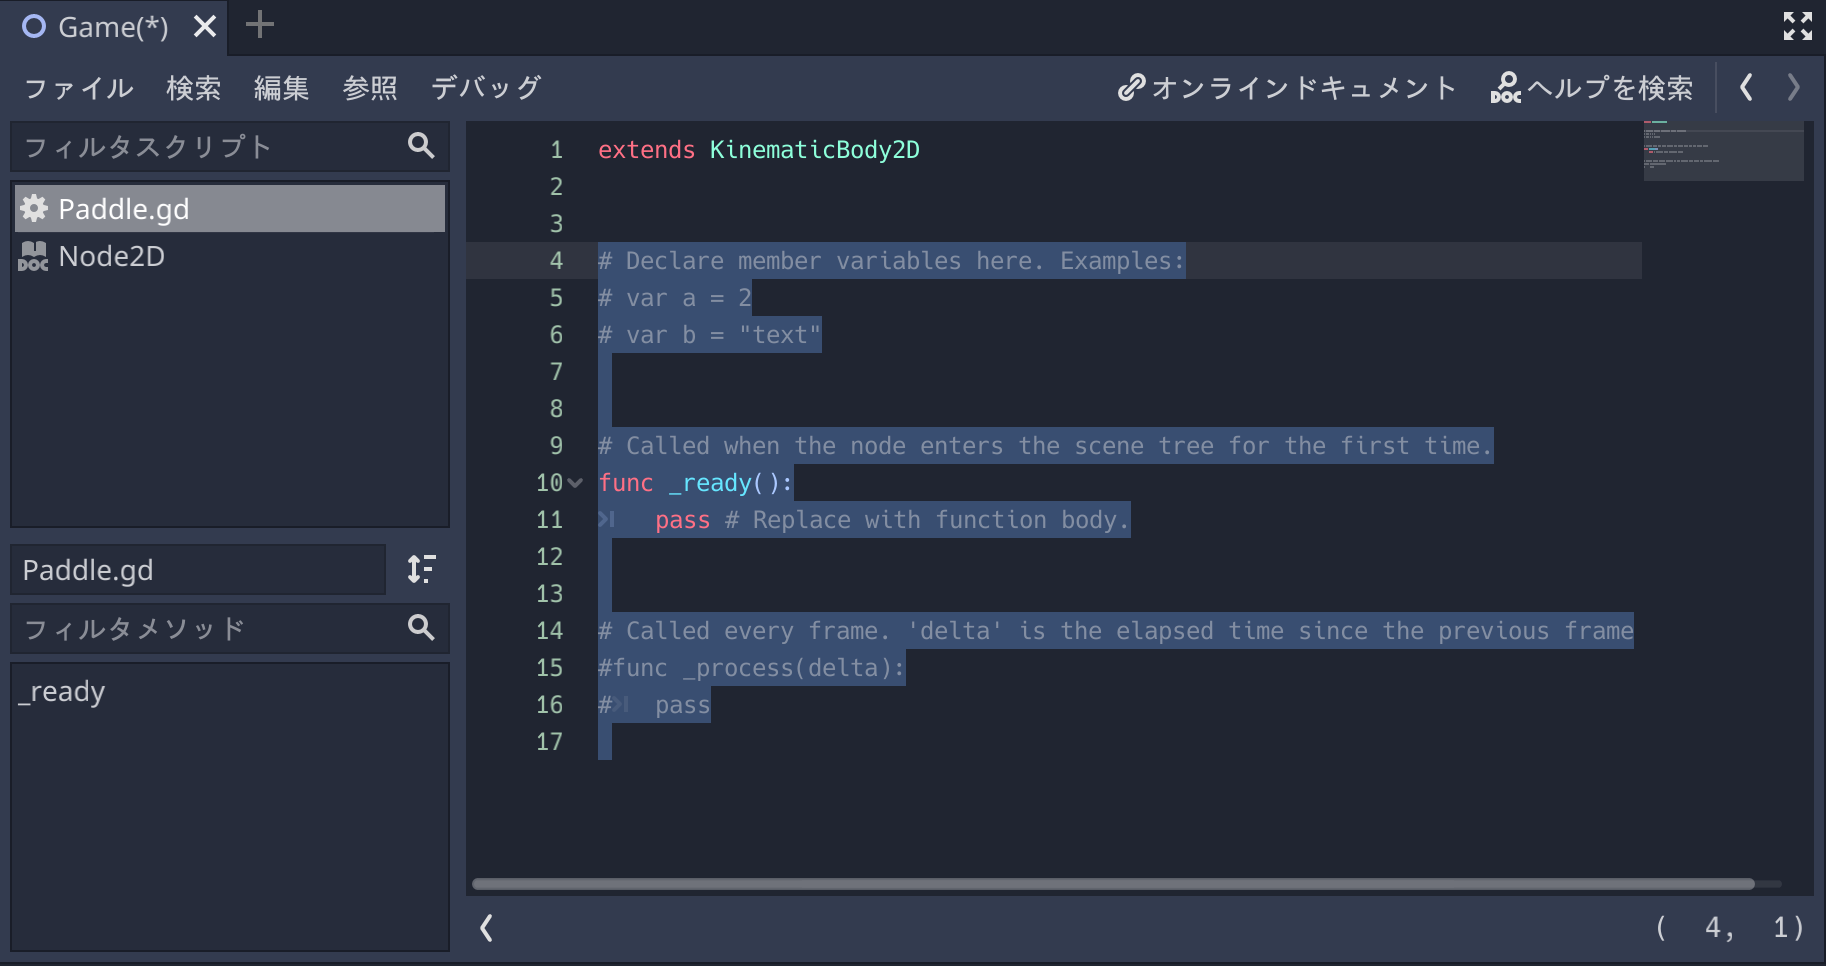 Game(*)
ファイル 検索 編集 参照 デバッグ オンラインドキュメント DOC ヘルプを検索
フィルタスクリプト
Paddle.gd
DOC Node2D
Paddle.gd
フィルタメソッド
_ready
1 extends KinematicBody2D
2
3
4 # Declare member variables here. Examples:
5 # var a = 2
6 # var b = "text"
7
8
9 # Called when the node enters the scene tree for the first time.
10 func _ready():
11 pass # Replace with function body.
12
13
14 # Called every frame. 'delta' is the elapsed time since the previous frame
15 #func _process(delta):
16 # pass
17
( 4, 1)